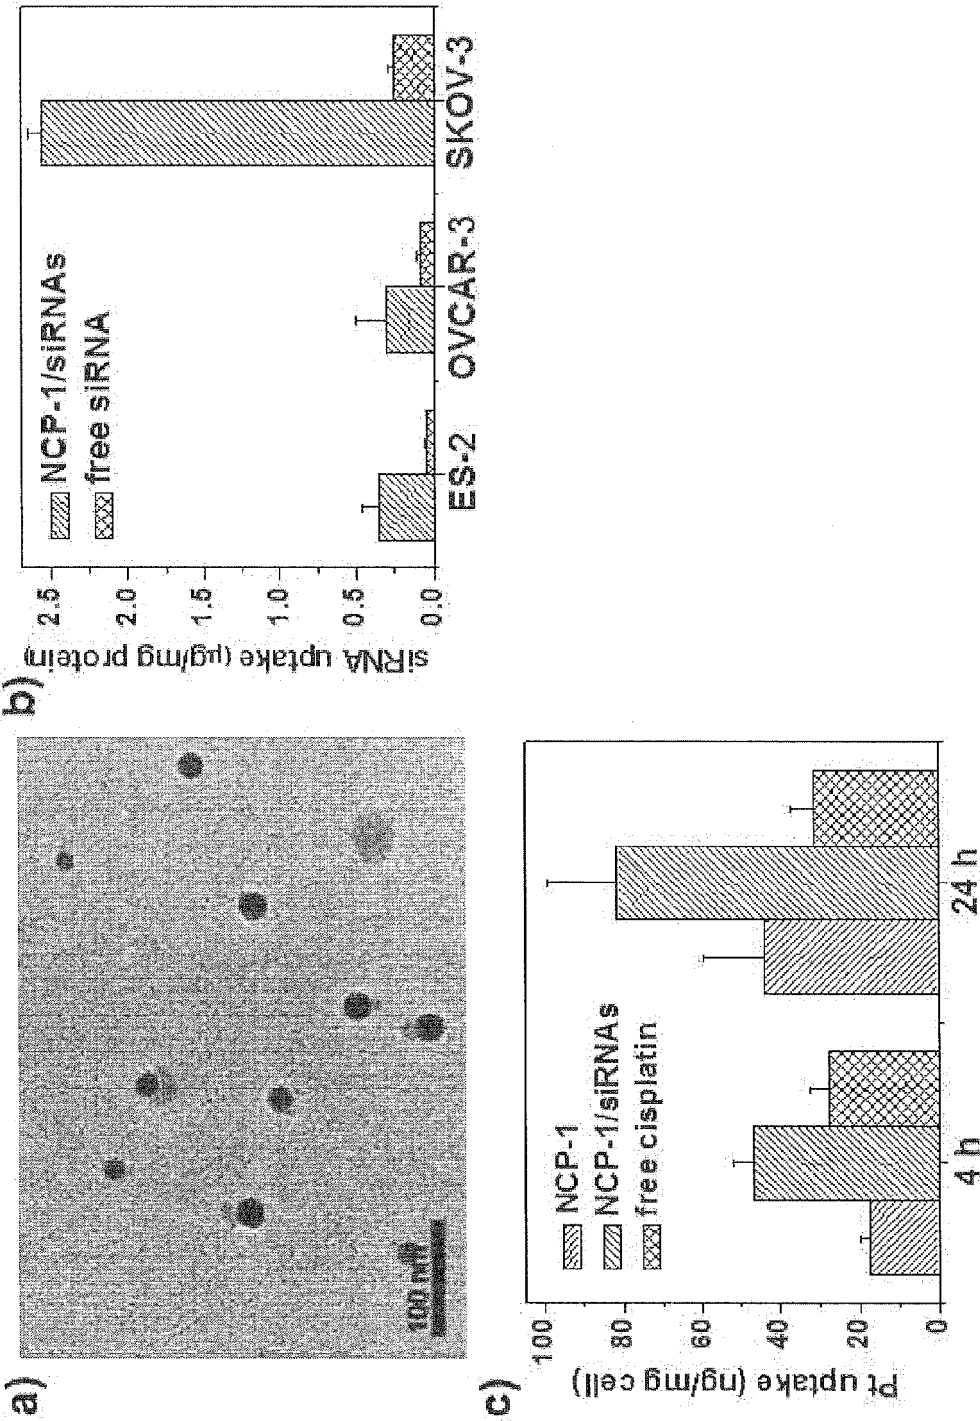 a)
100 nm
b)
siRNA uptake (µg/mg protein)
2.5
2.0
1.5
1.0
0.5
0.0
NCP-1/siRNAs
free siRNA
ES-2
OVCAR-3
SKOV-3
c)
Pt uptake (ng/mg cell)
100
80
60
40
20
0
NCP-1
NCP-1/siRNAs
free cisplatin
4 h
24 h